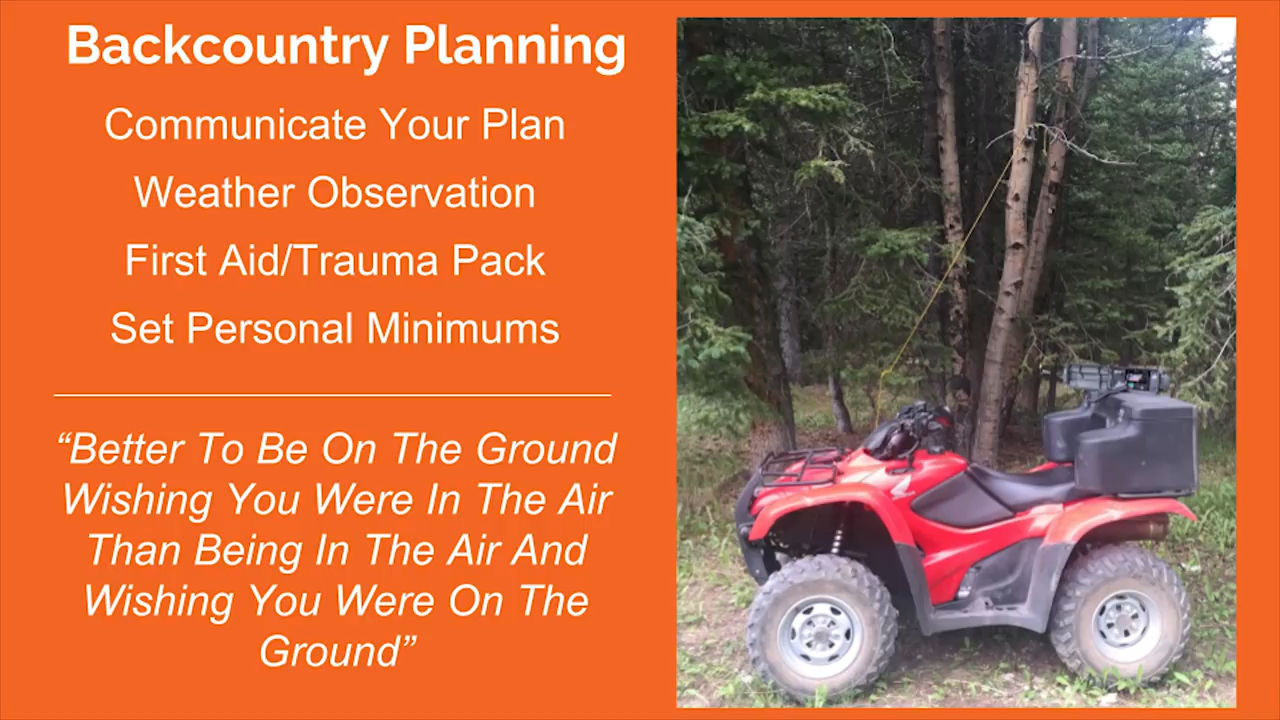 Backcountry Planning
Communicate Your Plan
Weather Observation
First Aid/Trauma Pack
Set Personal Minimums
“Better To Be On The Ground
Wishing You Were In The Air
Than Being In The Air And
Wishing You Were On The
Ground”